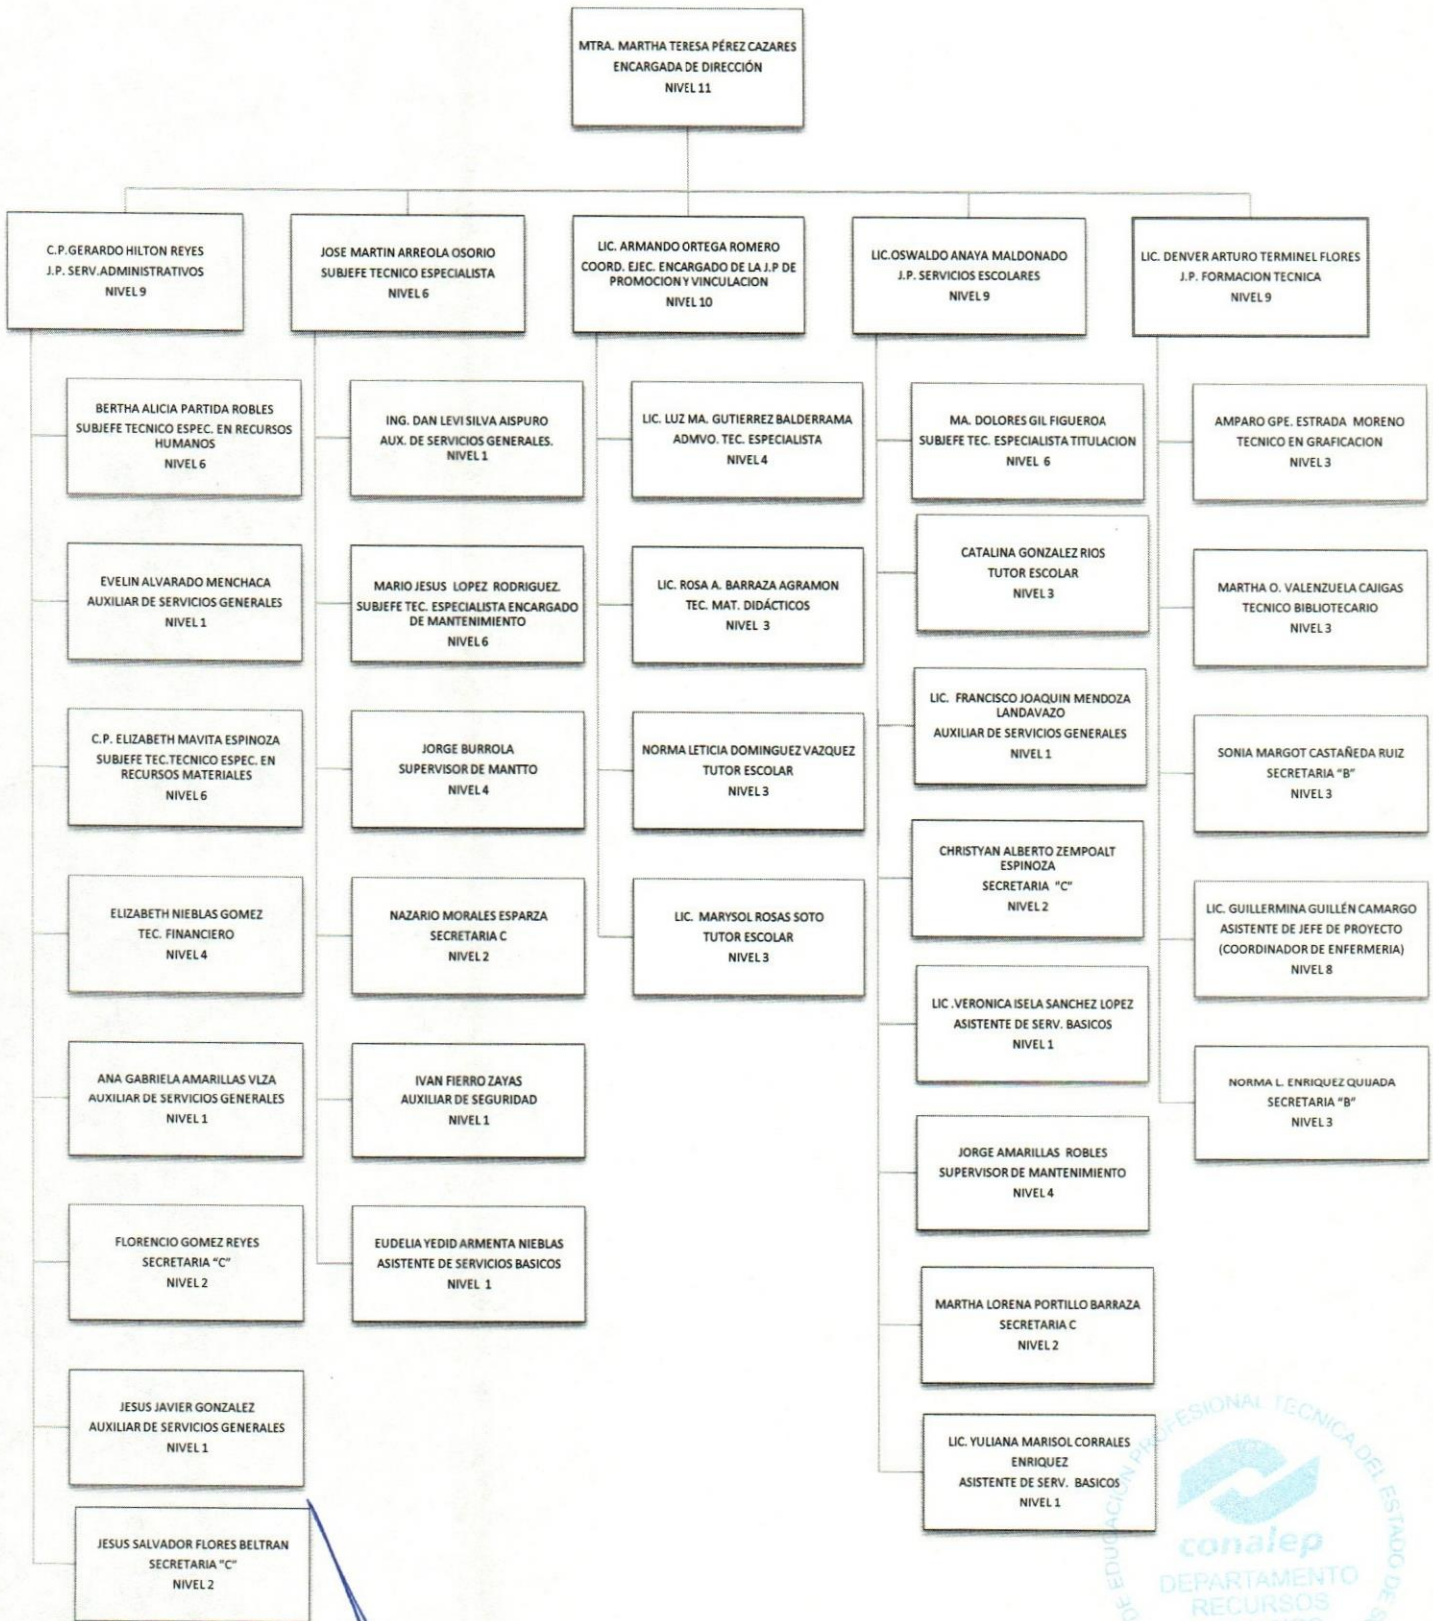 MTRA. MARTHA TERESA PÉREZ CAZARES
ENCARGADA DE DIRECCIÓN
NIVEL 11
C.P.GERARDO HILTON REYES
J.P. SERV.ADMINISTRATIVOS
NIVEL 9
BERTHA ALICIA PARTIDA ROBLES
SUBJEFE TECNICO ESPEC. EN RECURSOS
HUMANOS
NIVEL 6
EVELIN ALVARADO MENCHACA
AUXILIAR DE SERVICIOS GENERALES
NIVEL 1
C.P. ELIZABETH MAVITA ESPINOZA
SUBJEFE TEC.TECNICO ESPEC. EN
RECURSOS MATERIALES
NIVEL 6
ELIZABETH NIEBLAS GOMEZ
TEC. FINANCIERO
NIVEL 4
ANA GABRIELA AMARILLAS VLZA
AUXILIAR DE SERVICIOS GENERALES
NIVEL 1
FLORENCIO GOMEZ REYES
SECRETARIA "C"
NIVEL 2
JESUS JAVIER GONZALEZ
AUXILIAR DE SERVICIOS GENERALES
NIVEL 1
JESUS SALVADOR FLORES BELTRAN
SECRETARIA "C"
NIVEL 2
JOSE MARTIN ARREOLA OSORIO
SUBJEFE TECNICO ESPECIALISTA
NIVEL 6
ING. DAN LEVI SILVA AISPURO
AUX. DE SERVICIOS GENERALES.
NIVEL 1
MARIO JESUS LOPEZ RODRIGUEZ.
SUBJEFE TEC. ESPECIALISTA ENCARGADO
DE MANTENIMIENTO
NIVEL 6
JORGE BURROLA
SUPERVISOR DE MANTTO
NIVEL 4
NAZARIO MORALES ESPARZA
SECRETARIA C
NIVEL 2
IVAN FIERRO ZAYAS
AUXILIAR DE SEGURIDAD
NIVEL 1
EUDELIA YEDID ARMENTA NIEBLAS
ASISTENTE DE SERVICIOS BASICOS
NIVEL 1
LIC. ARMANDO ORTEGA ROMERO
COORD. EJEC. ENCARGADO DE LA J.P DE
PROMOCION Y VINCULACION
NIVEL 10
LIC. LUZ MA. GUTIERREZ BALDERRAMA
ADMVO. TEC. ESPECIALISTA
NIVEL 4
LIC. ROSA A. BARRAZA AGRAMON
TEC. MAT. DIDÁCTICOS
NIVEL 3
NORMA LETICIA DOMINGUEZ VAZQUEZ
TUTOR ESCOLAR
NIVEL 3
LIC. MARYSOL ROSAS SOTO
TUTOR ESCOLAR
NIVEL 3
LIC.OSWALDO ANAYA MALDONADO
J.P. SERVICIOS ESCOLARES
NIVEL 9
MA. DOLORES GIL FIGUEROA
SUBJEFE TEC. ESPECIALISTA TITULACION
NIVEL 6
CATALINA GONZALEZ RIOS
TUTOR ESCOLAR
NIVEL 3
LIC. FRANCISCO JOAQUIN MENDOZA
LANDAVAZO
AUXILIAR DE SERVICIOS GENERALES
NIVEL 1
CHRISTYAN ALBERTO ZEMPOALT
ESPINOZA
SECRETARIA "C"
NIVEL 2
LIC .VERONICA ISELA SANCHEZ LOPEZ
ASISTENTE DE SERV. BASICOS
NIVEL 1
JORGE AMARILLAS ROBLES
SUPERVISOR DE MANTENIMIENTO
NIVEL 4
MARTHA LORENA PORTILLO BARRAZA
SECRETARIA C
NIVEL 2
LIC. YULIANA MARISOL CORRALES
ENRIQUEZ
ASISTENTE DE SERV. BASICOS
NIVEL 1
LIC. DENVER ARTURO TERMINEL FLORES
J.P. FORMACION TECNICA
NIVEL 9
AMPARO GPE. ESTRADA MORENO
TECNICO EN GRAFICACION
NIVEL 3
MARTHA O. VALENZUELA CAJIGAS
TECNICO BIBLIOTECARIO
NIVEL 3
SONIA MARGOT CASTAÑEDA RUIZ
SECRETARIA "B"
NIVEL 3
LIC. GUILLERMINA GUILLÉN CAMARGO
ASISTENTE DE JEFE DE PROYECTO
(COORDINADOR DE ENFERMERIA)
NIVEL 8
NORMA L. ENRIQUEZ QUIJADA
SECRETARIA "B"
NIVEL 3
DE EDUCACION PROFESIONAL TECNICA DEL ESTADO DE
conalep
DEPARTAMENTO
RECURSOS